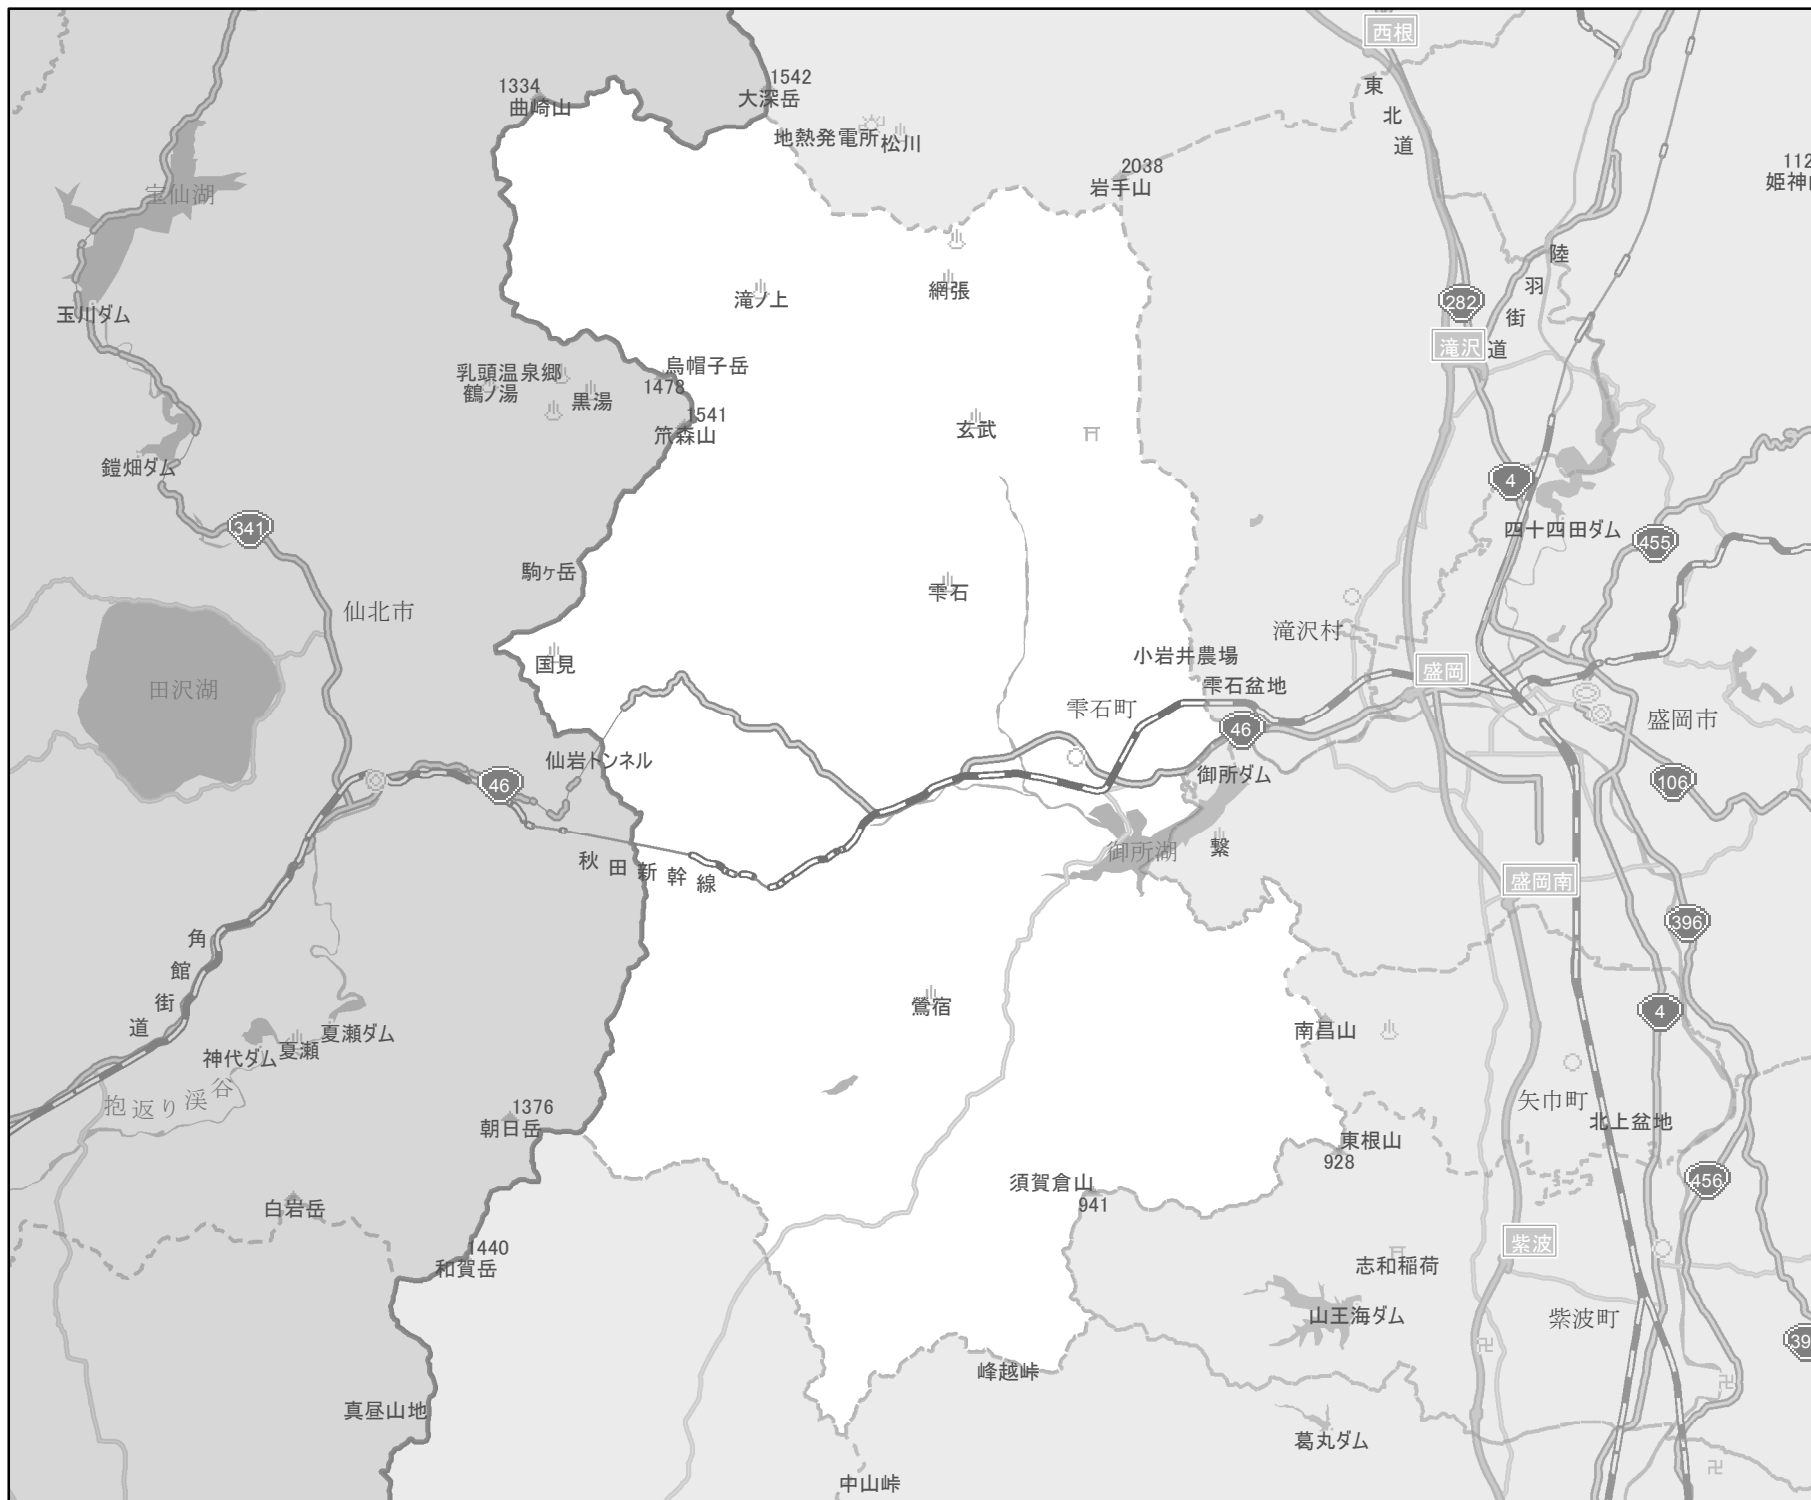 西根
1542
大深岳
1334
曲崎山
東北道
地熱発電所
松川
2038
岩手山
112
姫神山
宝仙湖
陸羽街道
282
滝ノ上
網張
玉川ダム
滝沢
烏帽子岳
1478
乳頭温泉郷
鶴ノ湯
黒湯
1541
笊森山
玄武
鎧畑ダム
4
341
四十四田ダム
455
駒ヶ岳
雫石
仙北市
滝沢村
国見
小岩井農場
盛岡
田沢湖
雫石盆地
雫石町
46
盛岡市
仙岩トンネル
御所ダム
46
106
御所湖
繋
秋田新幹線
盛岡南
396
角館街道
鶯宿
4
南昌山
夏瀬ダム
夏瀬
神代ダム
抱返り渓谷
矢巾町
北上盆地
1376
朝日岳
東根山
928
須賀倉山
941
456
白岩岳
1440
和賀岳
紫波
志和稲荷
山王海ダム
紫波町
39
峰越峠
真昼山地
葛丸ダム
中山峠